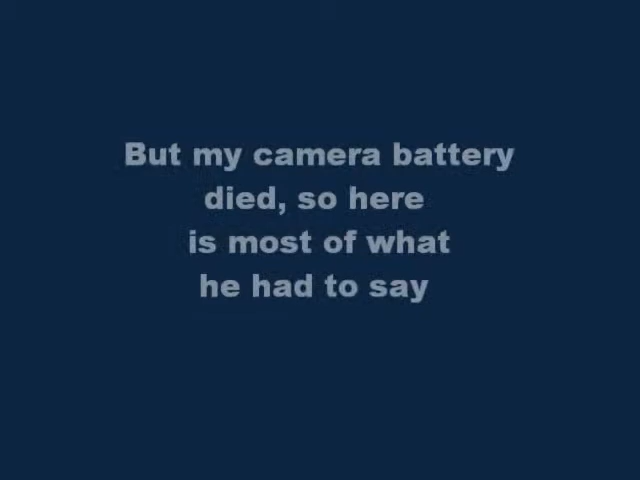 But my camera battery
died, so here
is most of what
he had to say